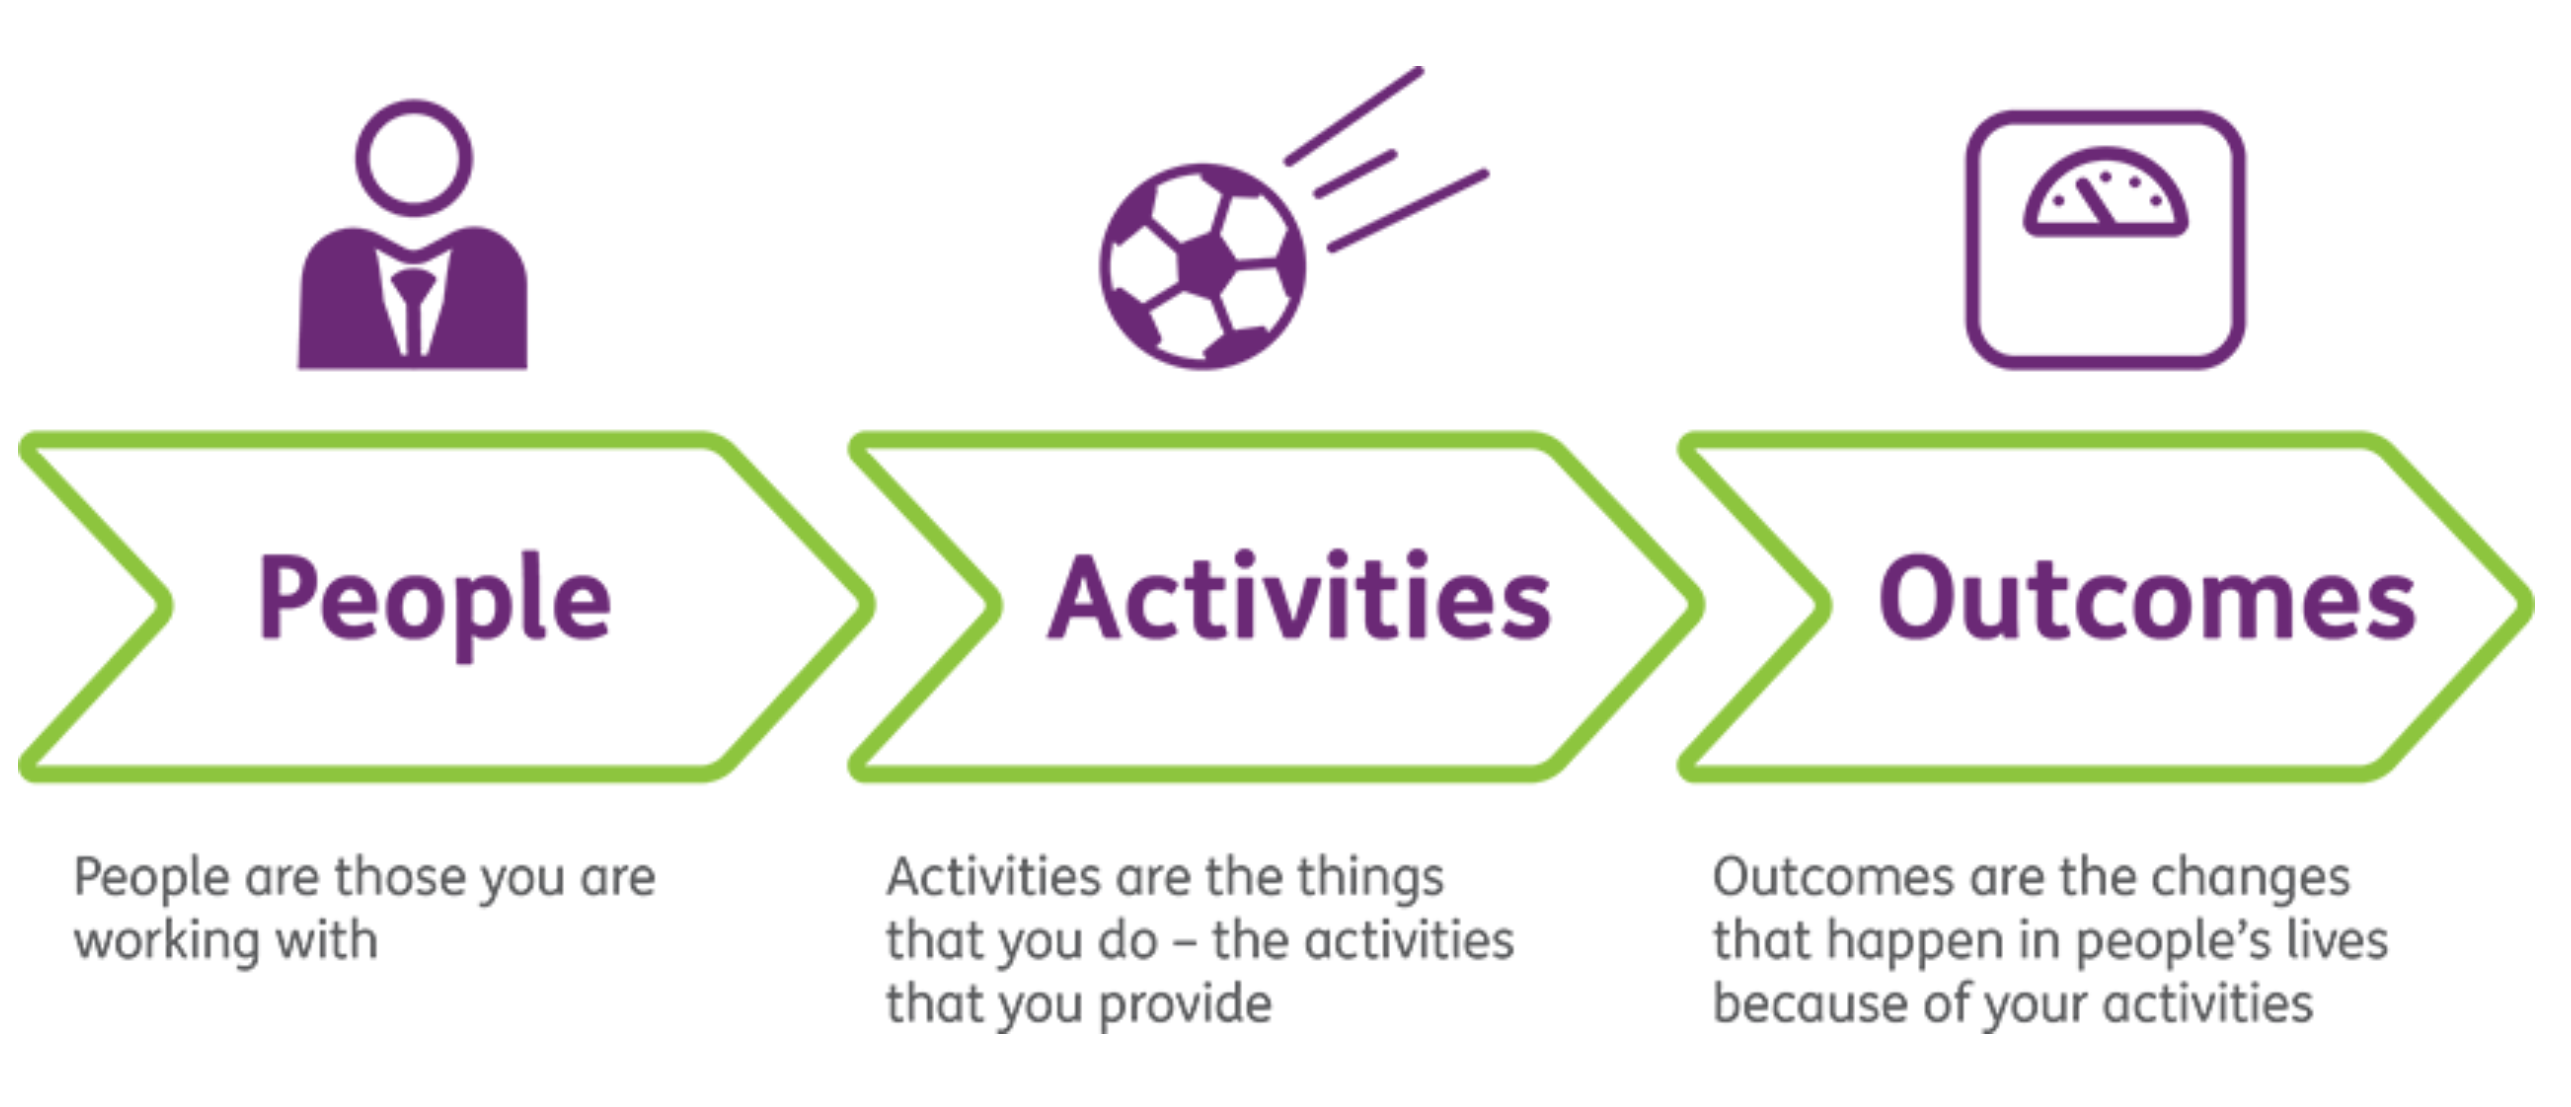 People
Activities
Outcomes
People are those you are
working with
Activities are the things
that you do – the activities
that you provide
Outcomes are the changes
that happen in people’s lives
because of your activities